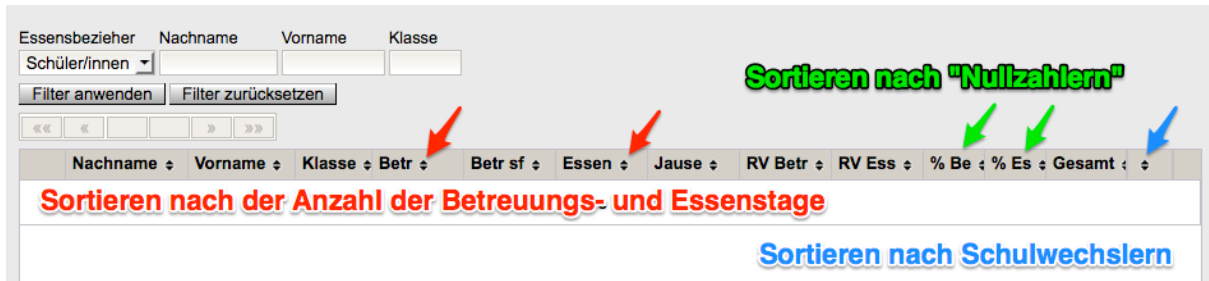 Essensbezieher Nachname Vorname Klasse
Schüler/innen
Sortieren nach "Nullzahlern"
Filter anwenden Filter zurücksetzen
«« « » »»
Nachname Vorname Klasse Betr Betr sf Essen Jause RV Betr RV Ess % Be % Es Gesamt
Sortieren nach der Anzahl der Betreuungs- und Essenstage
Sortieren nach Schulwechslern